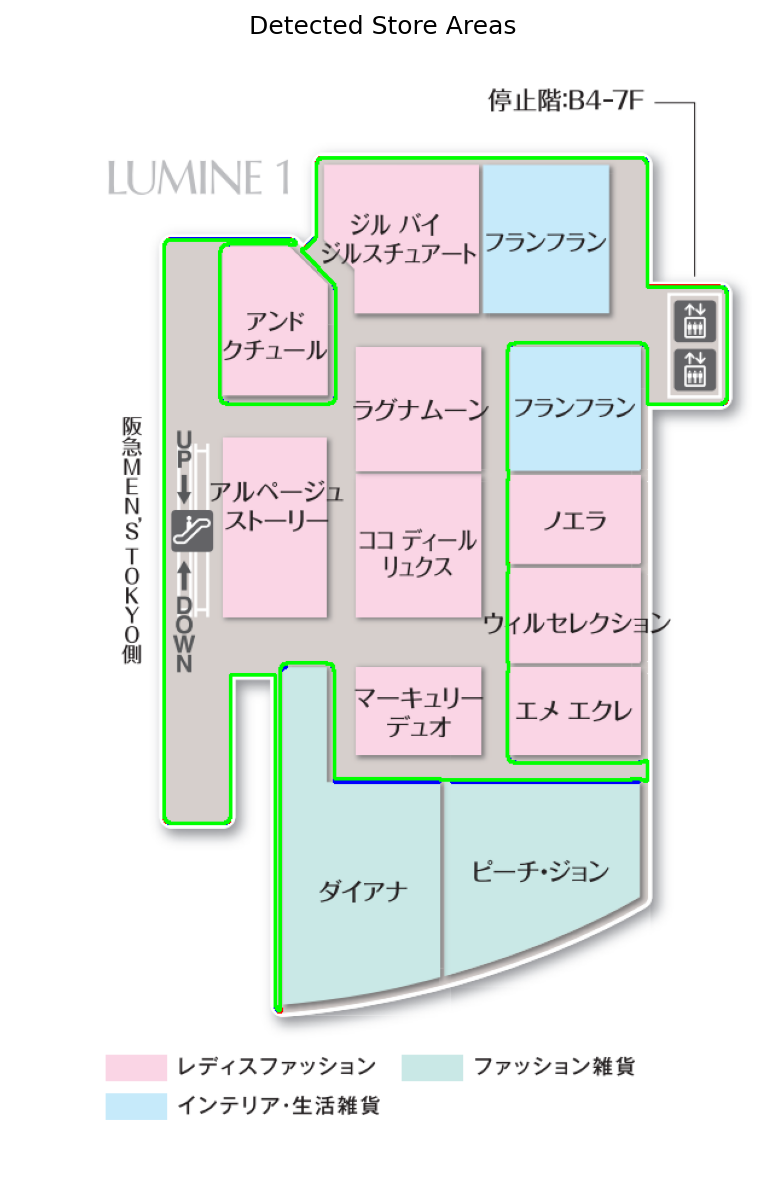 Detected Store Areas
停止階:B4-7F
LUMINE 1
ジル バイ
ジルスチュアート
フランフラン
アンド
クチュール
ラグナムーン
フランフラン
阪急MEN'S TOKYO側
UP
アルページュ
ストーリー
ココ ディール
リュクス
ノエラ
DOWN
ウィルセレクション
マーキュリー
デュオ
エメ エクレ
ダイアナ
ピーチ・ジョン
レディスファッション
ファッション雑貨
インテリア・生活雑貨